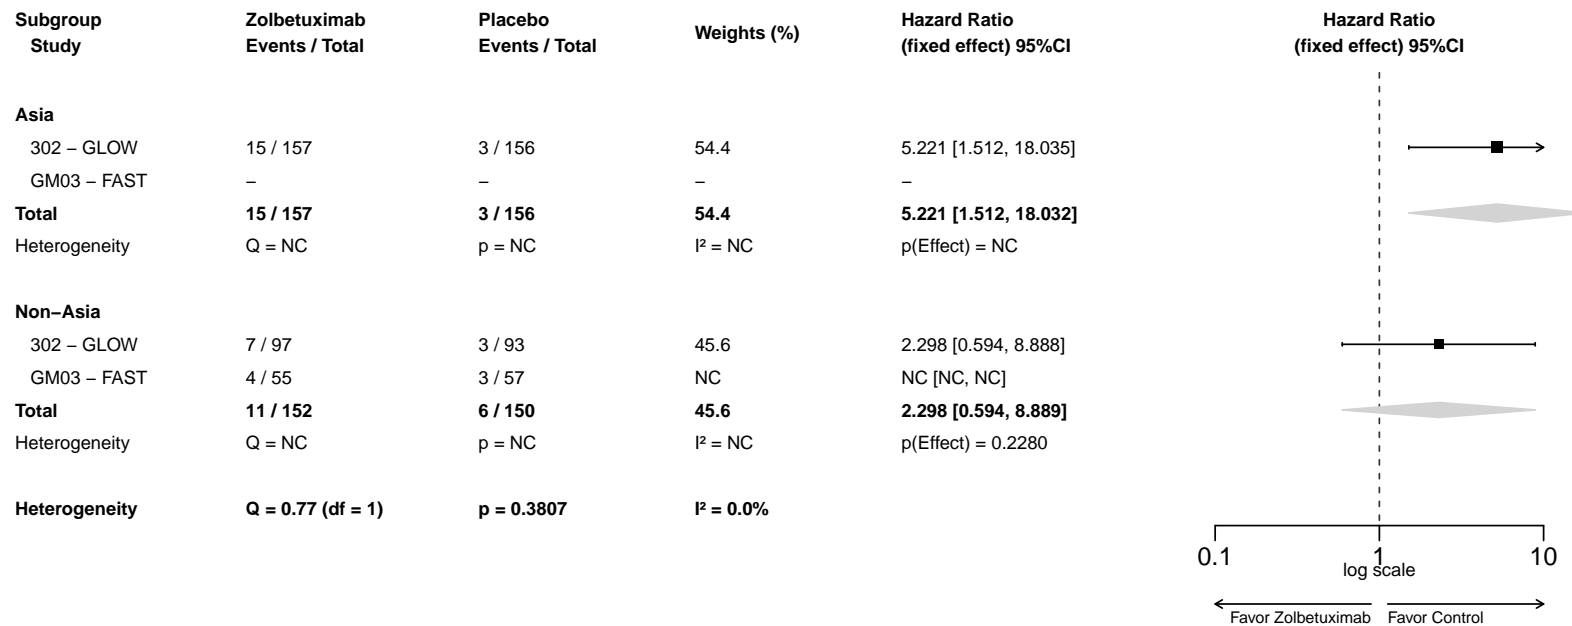 Subgroup Zolbetuximab Placebo Weights (%) Hazard Ratio Hazard Ratio
Study Events / Total Events / Total (fixed effect) 95%CI (fixed effect) 95%CI
Asia
302 – GLOW 15 / 157 3 / 156 54.4 5.221 [1.512, 18.035]
GM03 – FAST – – – –
Total 15 / 157 3 / 156 54.4 5.221 [1.512, 18.032]
Heterogeneity Q = NC p = NC I² = NC p(Effect) = NC
Non–Asia
302 – GLOW 7 / 97 3 / 93 45.6 2.298 [0.594, 8.888]
GM03 – FAST 4 / 55 3 / 57 NC NC [NC, NC]
Total 11 / 152 6 / 150 45.6 2.298 [0.594, 8.889]
Heterogeneity Q = NC p = NC I² = NC p(Effect) = 0.2280
Heterogeneity Q = 0.77 (df = 1) p = 0.3807 I² = 0.0%
0.1 1 10
log scale
Favor Zolbetuximab Favor Control